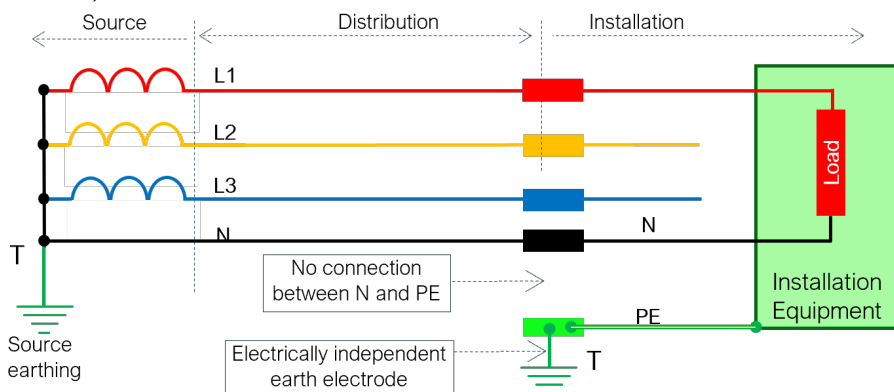 Source
Distribution
Installation
L1
L2
L3
N
N
Load
T
No connection
between N and PE
Installation
Equipment
PE
Source
earthing
Electrically independent
earth electrode
T